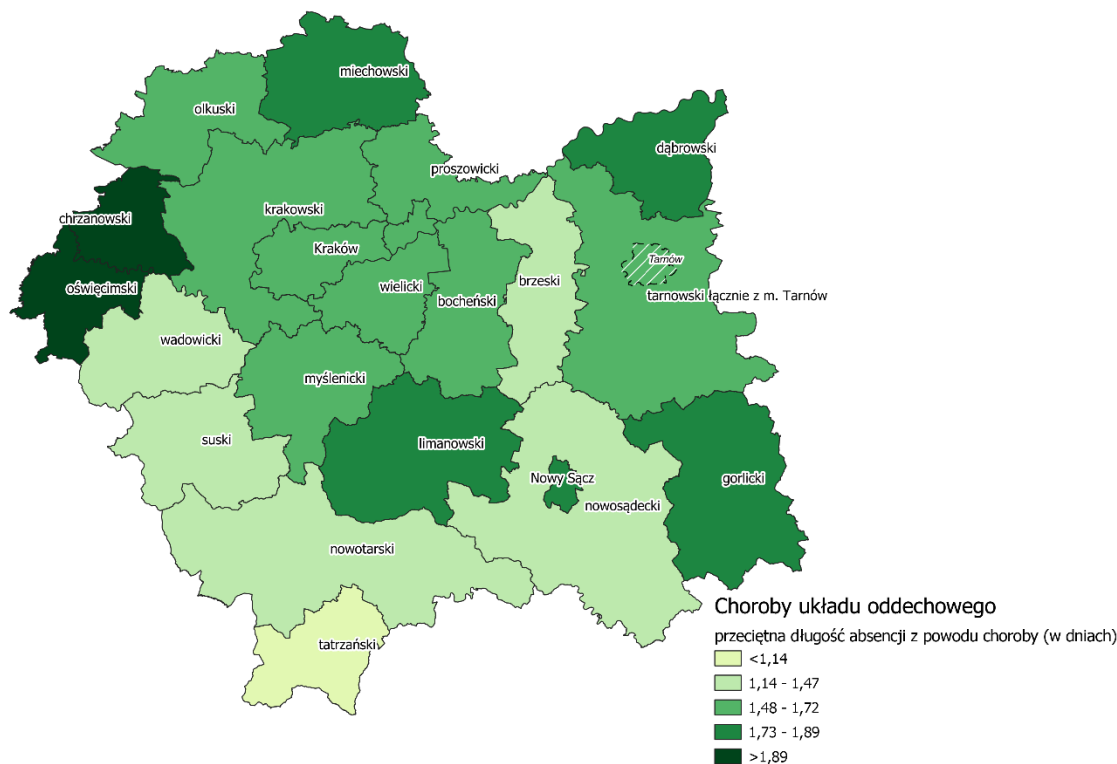 miechowski
olkuski
dąbrowski
proszowicki
chrzanowski
krakowski
Kraków
Tarnów
wielicki
brzeski
oświęcimski
bocheński
tarnowski łącznie z m. Tarnów
wadowicki
myślenicki
suski
limanowski
Nowy Sącz
gorlicki
nowosądecki
nowotarski
tatrzański
Choroby układu oddechowego
przeciętna długość absencji z powodu choroby (w dniach)
<1,14
1,14 - 1,47
1,48 - 1,72
1,73 - 1,89
>1,89